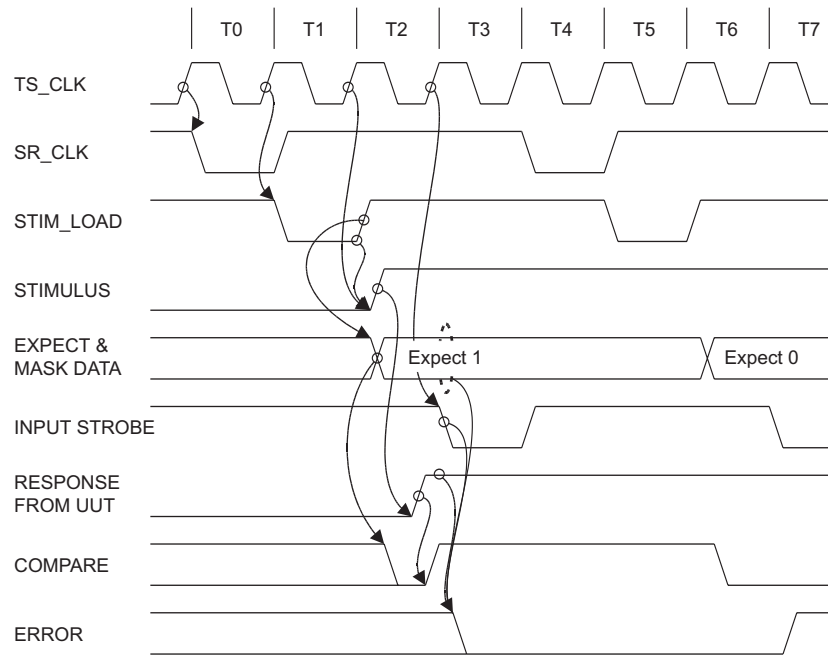 T0 T1 T2 T3 T4 T5 T6 T7
TS_CLK
SR_CLK
STIM_LOAD
STIMULUS
EXPECT &
MASK DATA
Expect 1 Expect 0
INPUT STROBE
RESPONSE
FROM UUT
COMPARE
ERROR